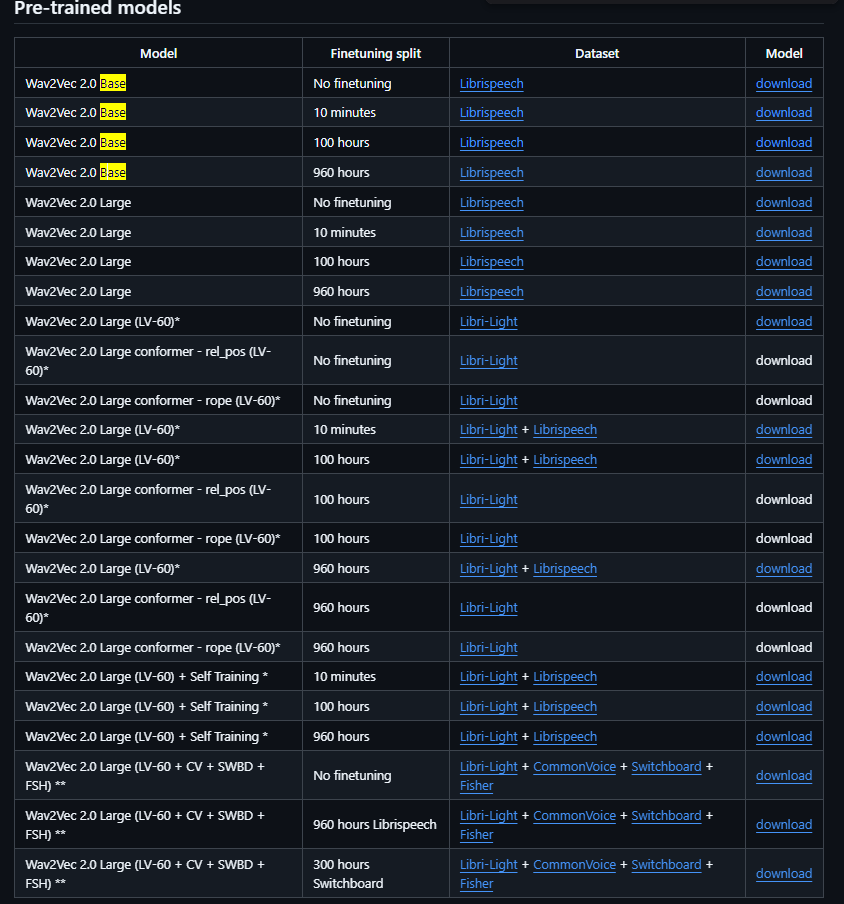 Pre-trained models
Model Finetuning split Dataset Model
Wav2Vec 2.0 Base No finetuning Librispeech download
Wav2Vec 2.0 Base 10 minutes Librispeech download
Wav2Vec 2.0 Base 100 hours Librispeech download
Wav2Vec 2.0 Base 960 hours Librispeech download
Wav2Vec 2.0 Large No finetuning Librispeech download
Wav2Vec 2.0 Large 10 minutes Librispeech download
Wav2Vec 2.0 Large 100 hours Librispeech download
Wav2Vec 2.0 Large 960 hours Librispeech download
Wav2Vec 2.0 Large (LV-60)* No finetuning Libri-Light download
Wav2Vec 2.0 Large conformer - rel_pos (LV-
60)* No finetuning Libri-Light download
Wav2Vec 2.0 Large conformer - rope (LV-60)* No finetuning Libri-Light download
Wav2Vec 2.0 Large (LV-60)* 10 minutes Libri-Light + Librispeech download
Wav2Vec 2.0 Large (LV-60)* 100 hours Libri-Light + Librispeech download
Wav2Vec 2.0 Large conformer - rel_pos (LV-
60)* 100 hours Libri-Light download
Wav2Vec 2.0 Large conformer - rope (LV-60)* 100 hours Libri-Light download
Wav2Vec 2.0 Large (LV-60)* 960 hours Libri-Light + Librispeech download
Wav2Vec 2.0 Large conformer - rel_pos (LV-
60)* 960 hours Libri-Light download
Wav2Vec 2.0 Large conformer - rope (LV-60)* 960 hours Libri-Light download
Wav2Vec 2.0 Large (LV-60) + Self Training * 10 minutes Libri-Light + Librispeech download
Wav2Vec 2.0 Large (LV-60) + Self Training * 100 hours Libri-Light + Librispeech download
Wav2Vec 2.0 Large (LV-60) + Self Training * 960 hours Libri-Light + Librispeech download
Wav2Vec 2.0 Large (LV-60 + CV + SWBD +
FSH) ** No finetuning Libri-Light + CommonVoice + Switchboard +
Fisher download
Wav2Vec 2.0 Large (LV-60 + CV + SWBD +
FSH) ** 960 hours Librispeech Libri-Light + CommonVoice + Switchboard +
Fisher download
Wav2Vec 2.0 Large (LV-60 + CV + SWBD +
FSH) ** 300 hours
Switchboard Libri-Light + CommonVoice + Switchboard +
Fisher download